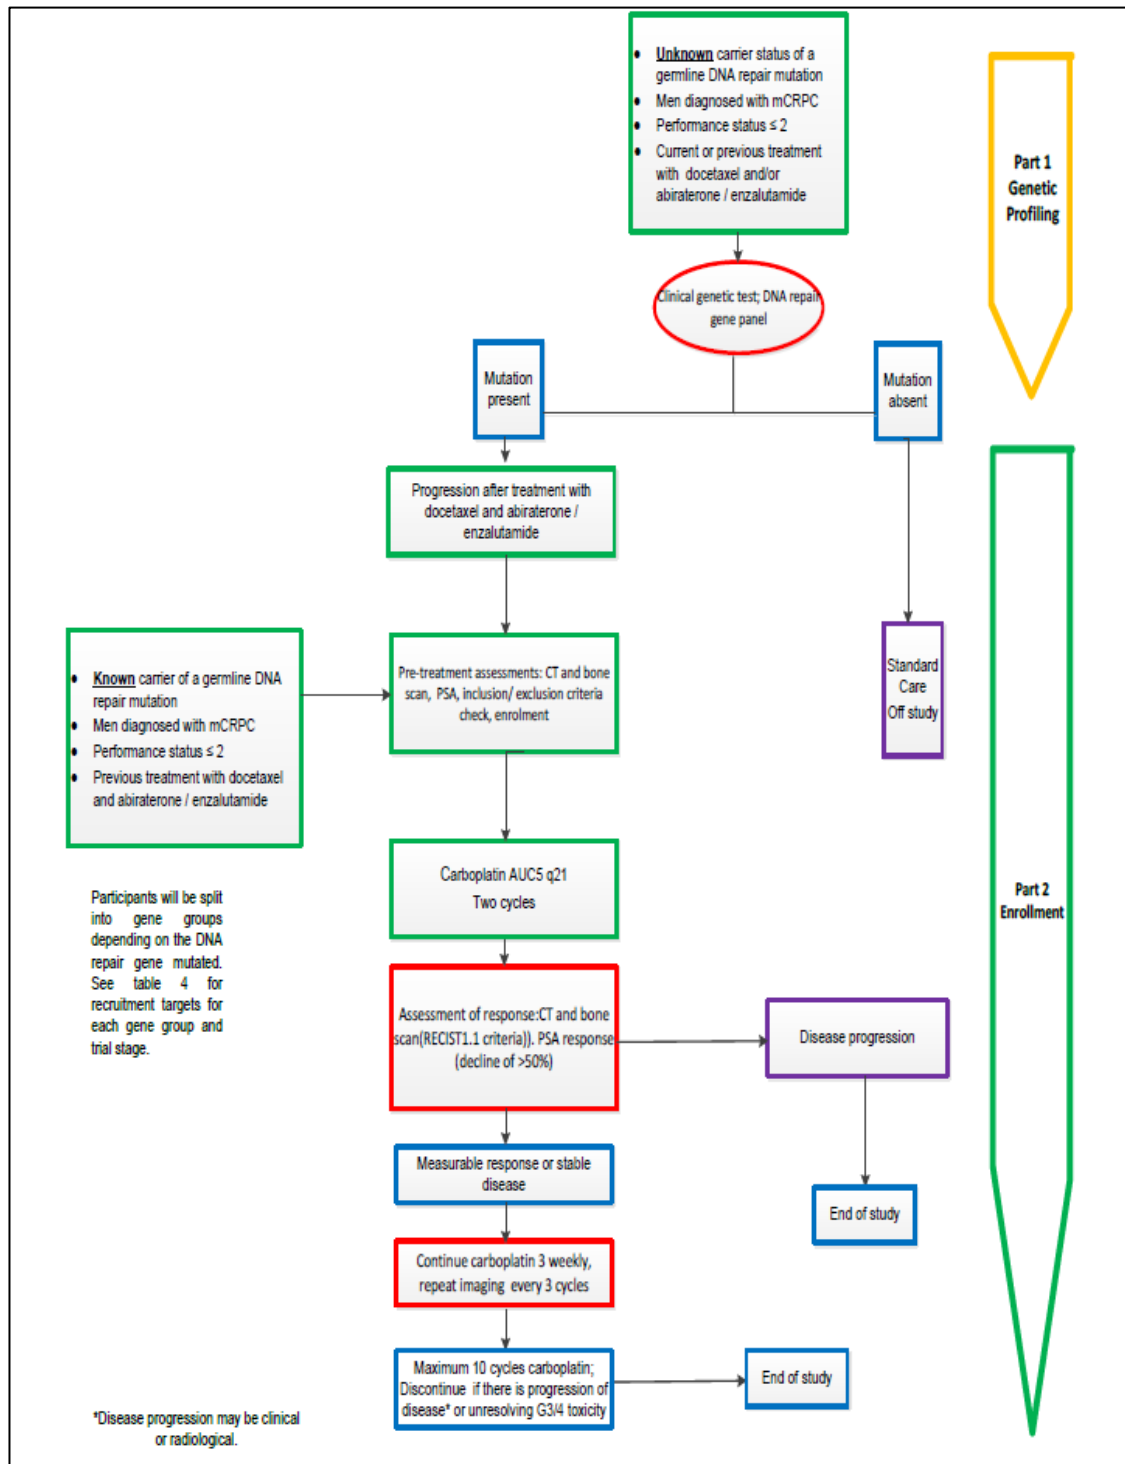 • Unknown carrier status of a
germline DNA repair mutation
• Men diagnosed with mCRPC
• Performance status ≤ 2
• Current or previous treatment
with docetaxel and/or
abiraterone / enzalutamide
Part 1
Genetic
Profiling
Clinical genetic test; DNA repair
gene panel
Mutation
present
Mutation
absent
Progression after treatment with
docetaxel and abiraterone /
enzalutamide
• Known carrier of a germline DNA
repair mutation
• Men diagnosed with mCRPC
• Performance status ≤ 2
• Previous treatment with docetaxel
and abiraterone / enzalutamide
Pre-treatment assessments: CT and bone
scan, PSA, inclusion/ exclusion criteria
check, enrolment
Standard
Care
Off study
Carboplatin AUC5 q21
Two cycles
Participants will be split
into gene groups
depending on the DNA
repair gene mutated.
See table 4 for
recruitment targets for
each gene group and
trial stage.
Part 2
Enrollment
Assessment of response:CT and bone
scan(RECIST1.1 criteria)). PSA response
(decline of >50%)
Disease progression
Measurable response or stable
disease
End of study
Continue carboplatin 3 weekly,
repeat imaging every 3 cycles
Maximum 10 cycles carboplatin;
Discontinue if there is progression of
disease* or unresolving G3/4 toxicity
End of study
*Disease progression may be clinical
or radiological.